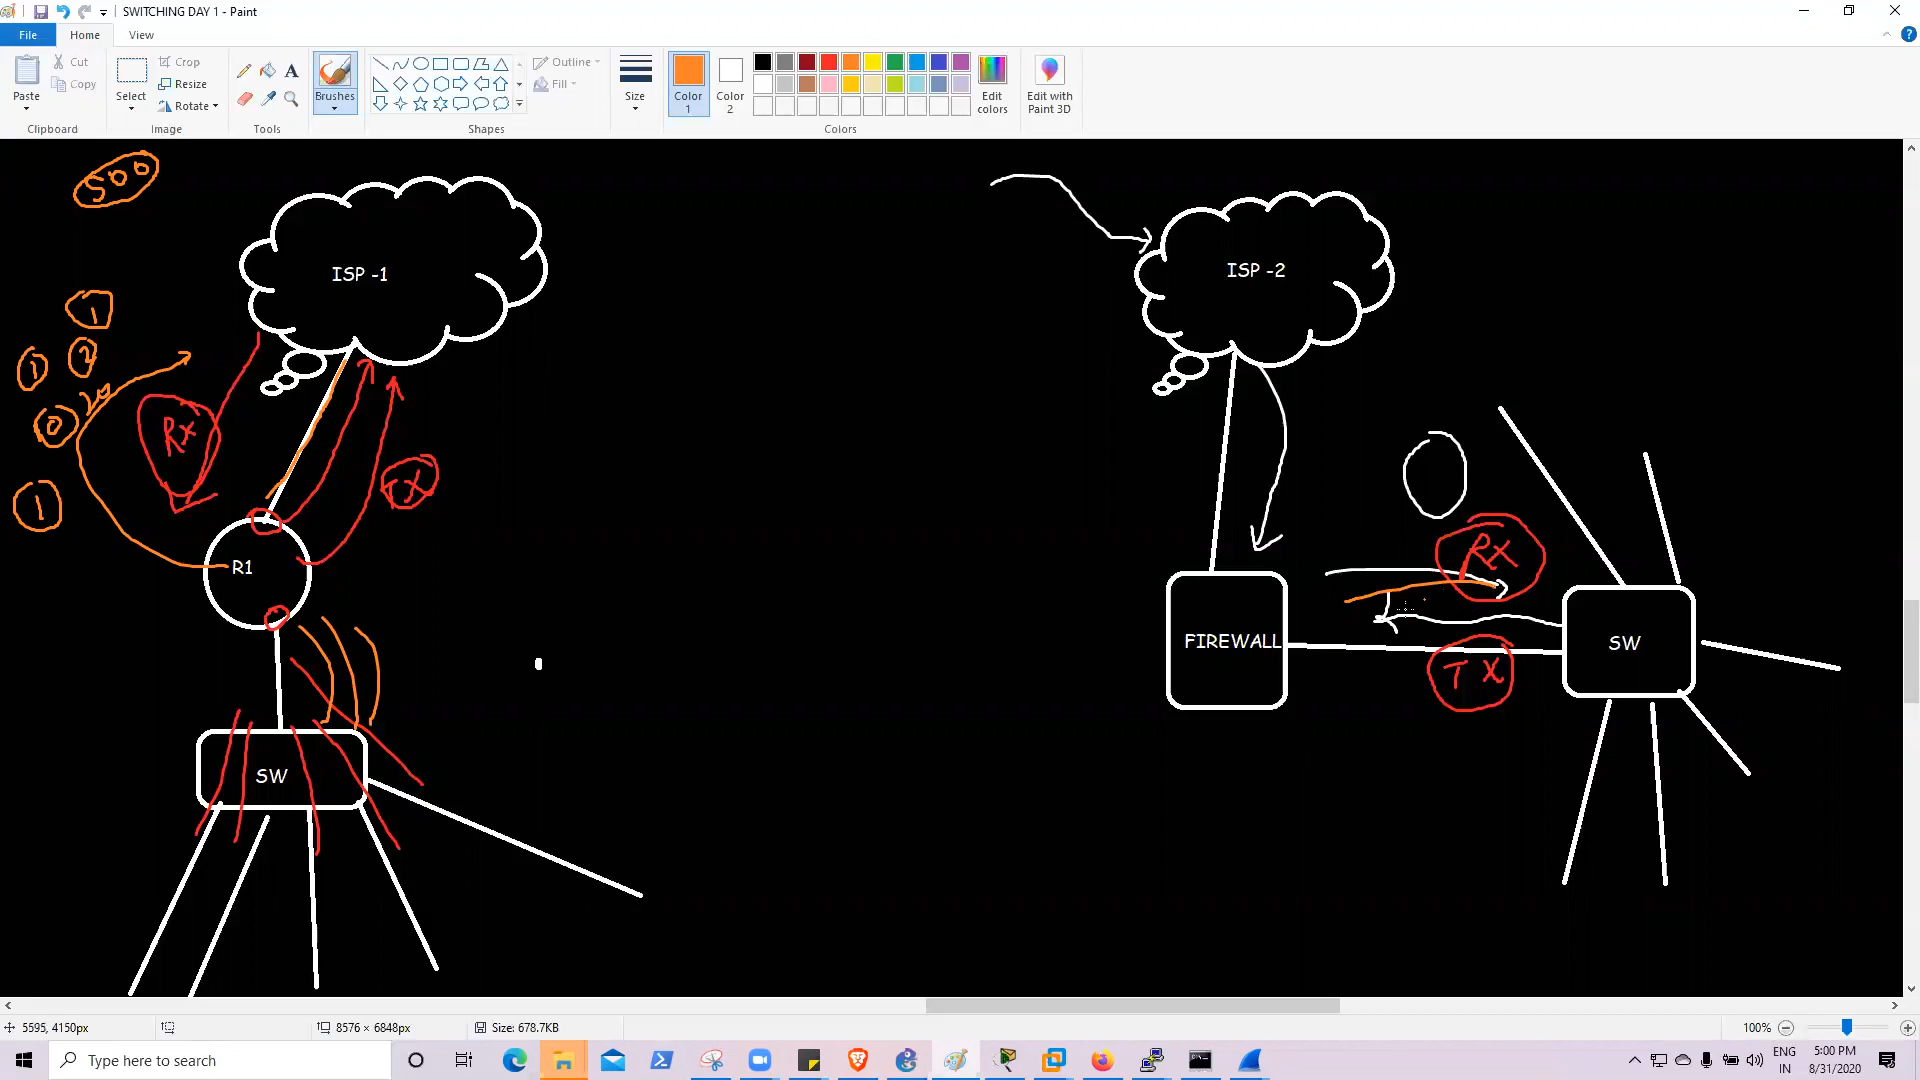 SWITCHING DAY 1 - Paint
File
Home
View
Paste
Cut
Copy
Clipboard
Select
Crop
Resize
Rotate
Image
Tools
Brushes
Shapes
Outline
Fill
Size
Color 1
Color 2
Colors
Edit colors
Edit with Paint 3D
500
ISP -1
ISP -2
1
1
2
0
20
1
RX
TX
R1
SW
RX
FIREWALL
TX
SW
5595, 4150px
8576 × 6848px
Size: 678.7KB
100%
Type here to search
ENG
IN
5:00 PM
8/31/2020